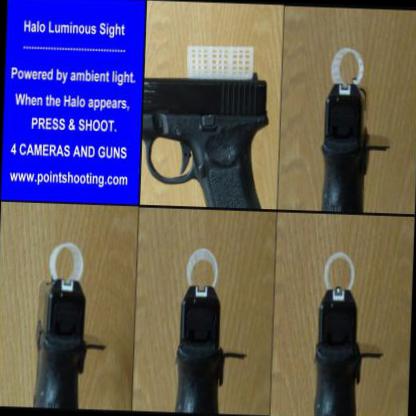 Halo Luminous Sight
Powered by ambient light.
When the Halo appears,
PRESS & SHOOT.
4 CAMERAS AND GUNS
www.pointshooting.com